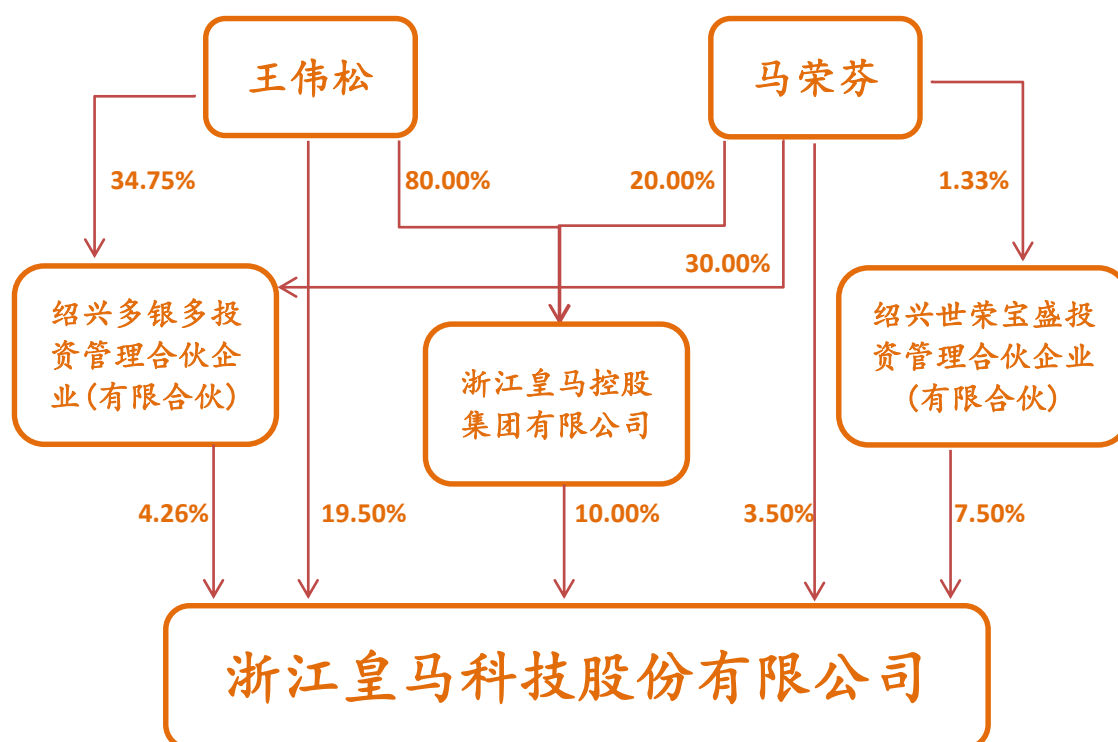 王伟松
马荣芬
34.75%
80.00%
20.00%
1.33%
30.00%
绍兴多银多投
资管理合伙企
业(有限合伙)
浙江皇马控股
集团有限公司
绍兴世荣宝盛投
资管理合伙企业
(有限合伙)
4.26%
19.50%
10.00%
3.50%
7.50%
浙江皇马科技股份有限公司